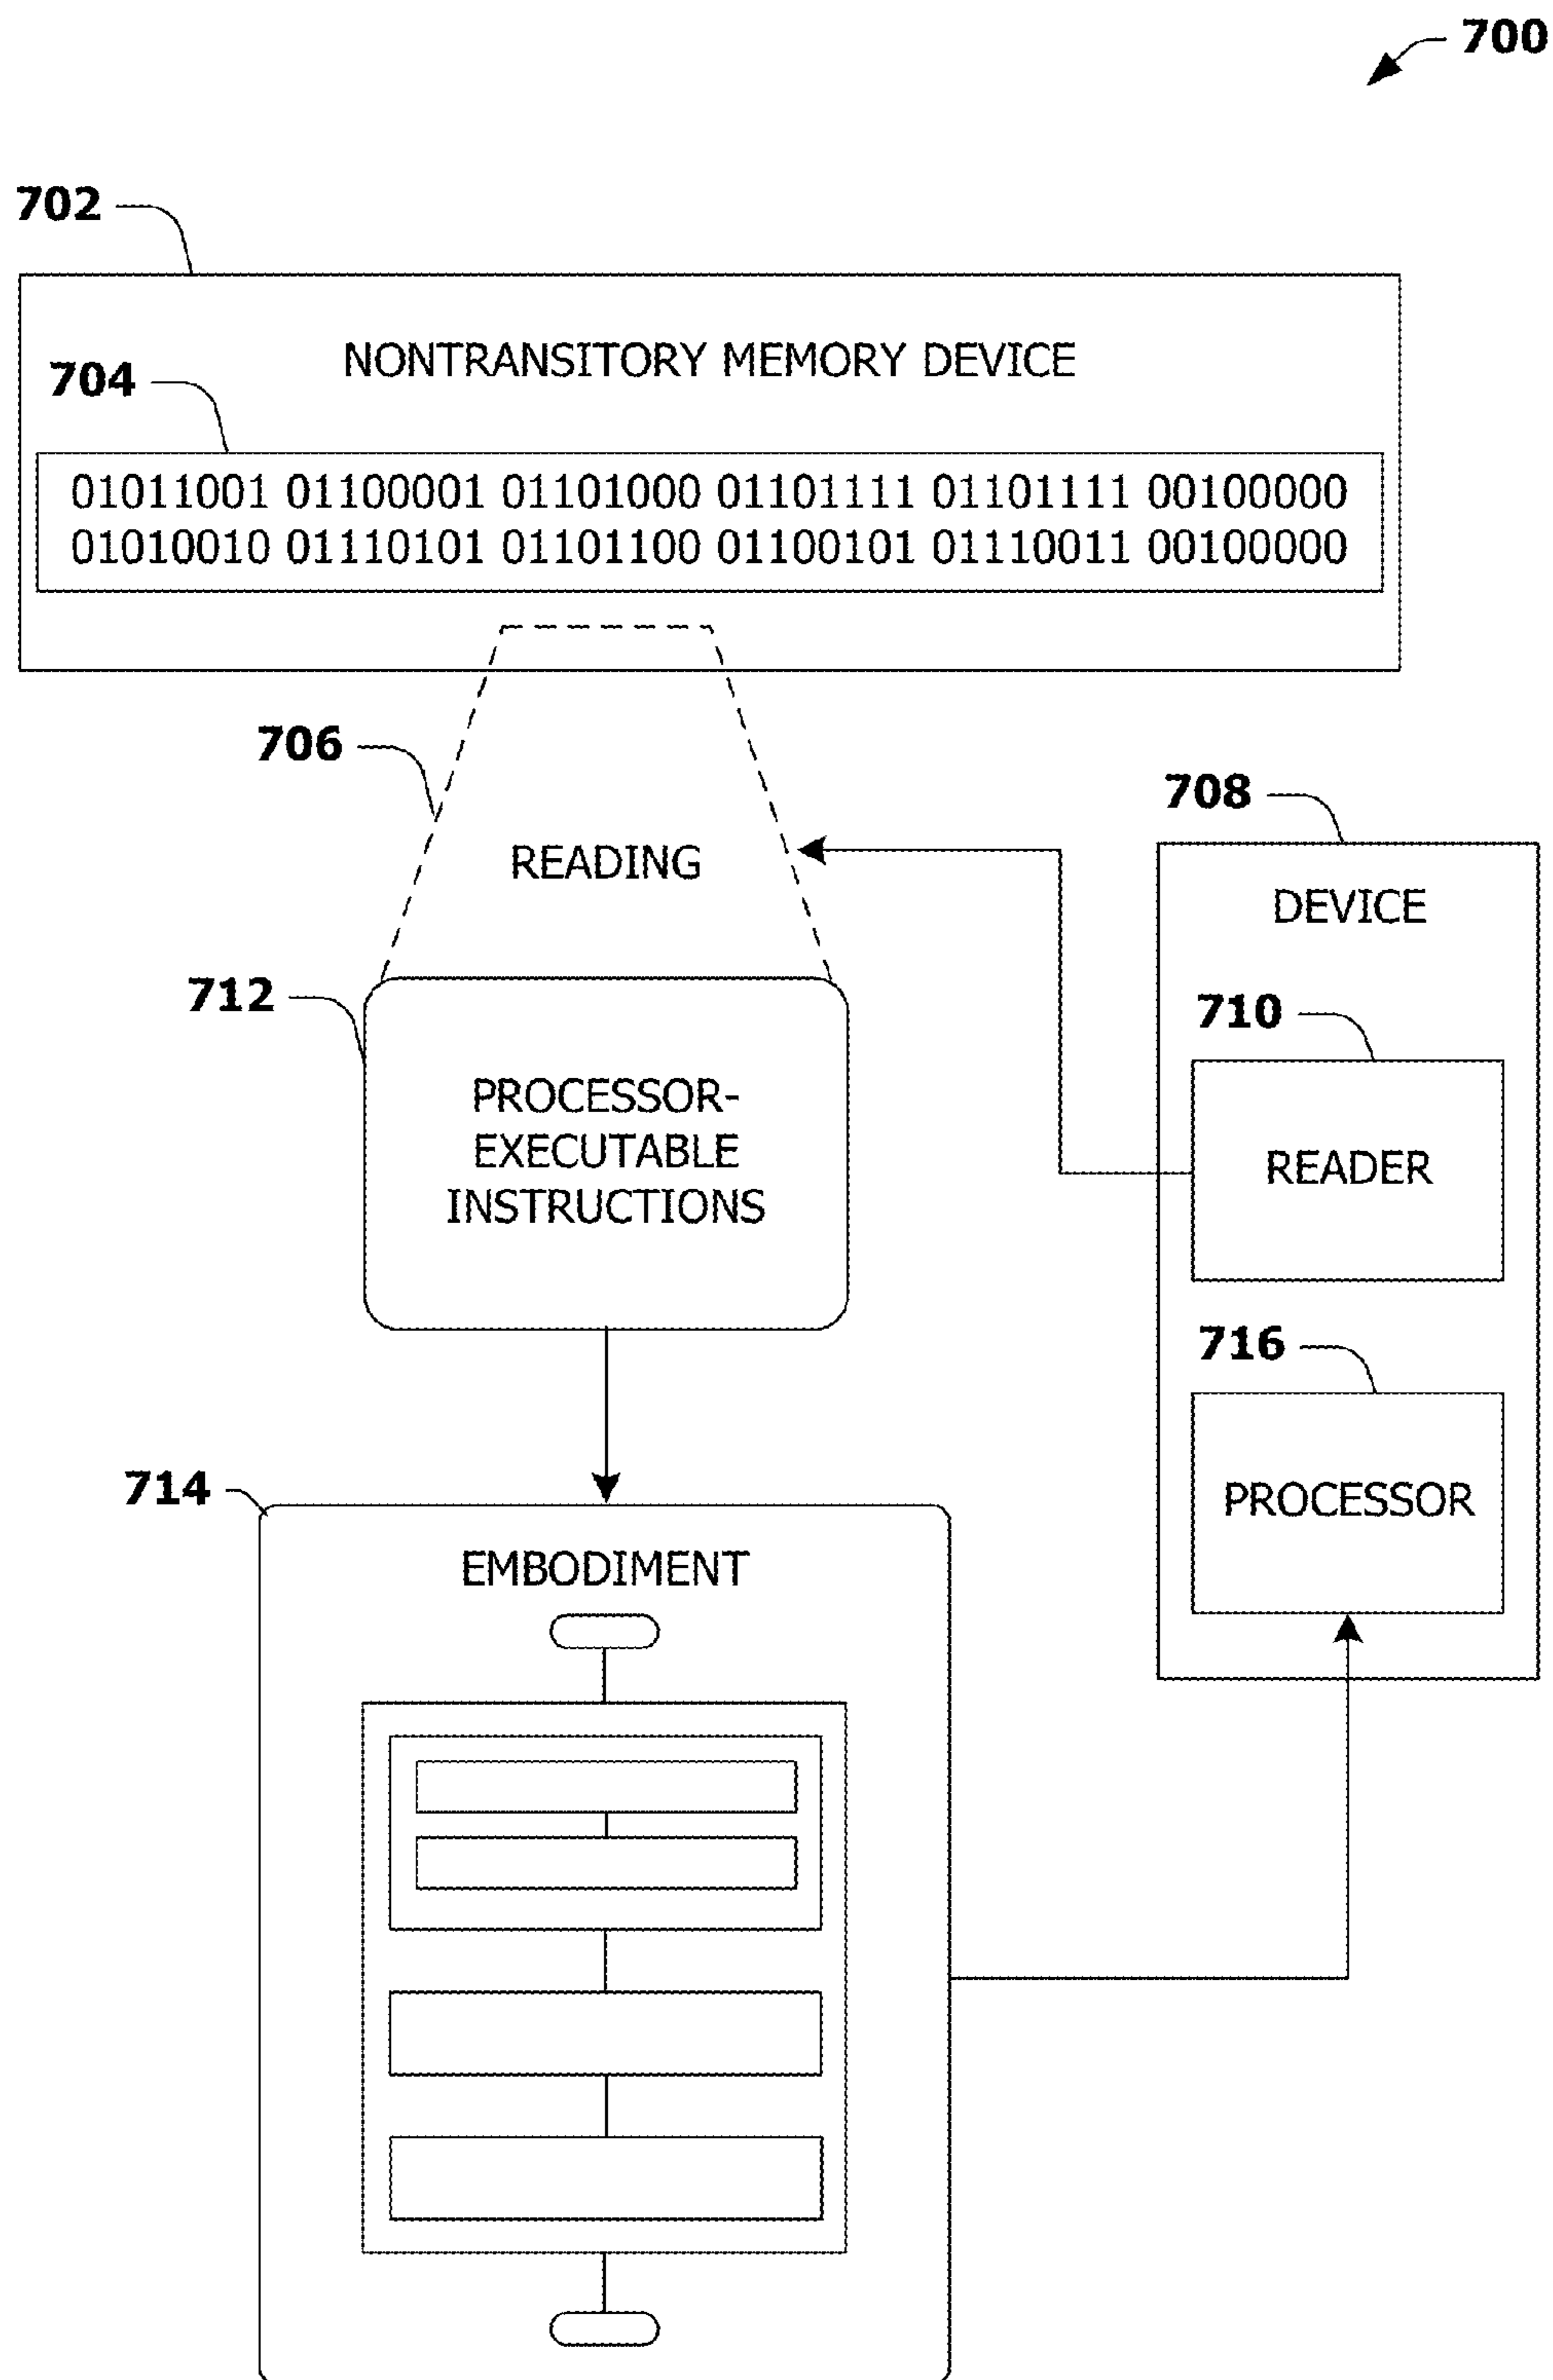 700
702
NONTRANSITORY MEMORY DEVICE
704
01011001 01100001 01101000 01101111 01101111 00100000
01010010 01110101 01101100 01100101 01110011 00100000
706
READING
708
DEVICE
710
READER
712
PROCESSOR-
EXECUTABLE
INSTRUCTIONS
716
PROCESSOR
714
EMBODIMENT